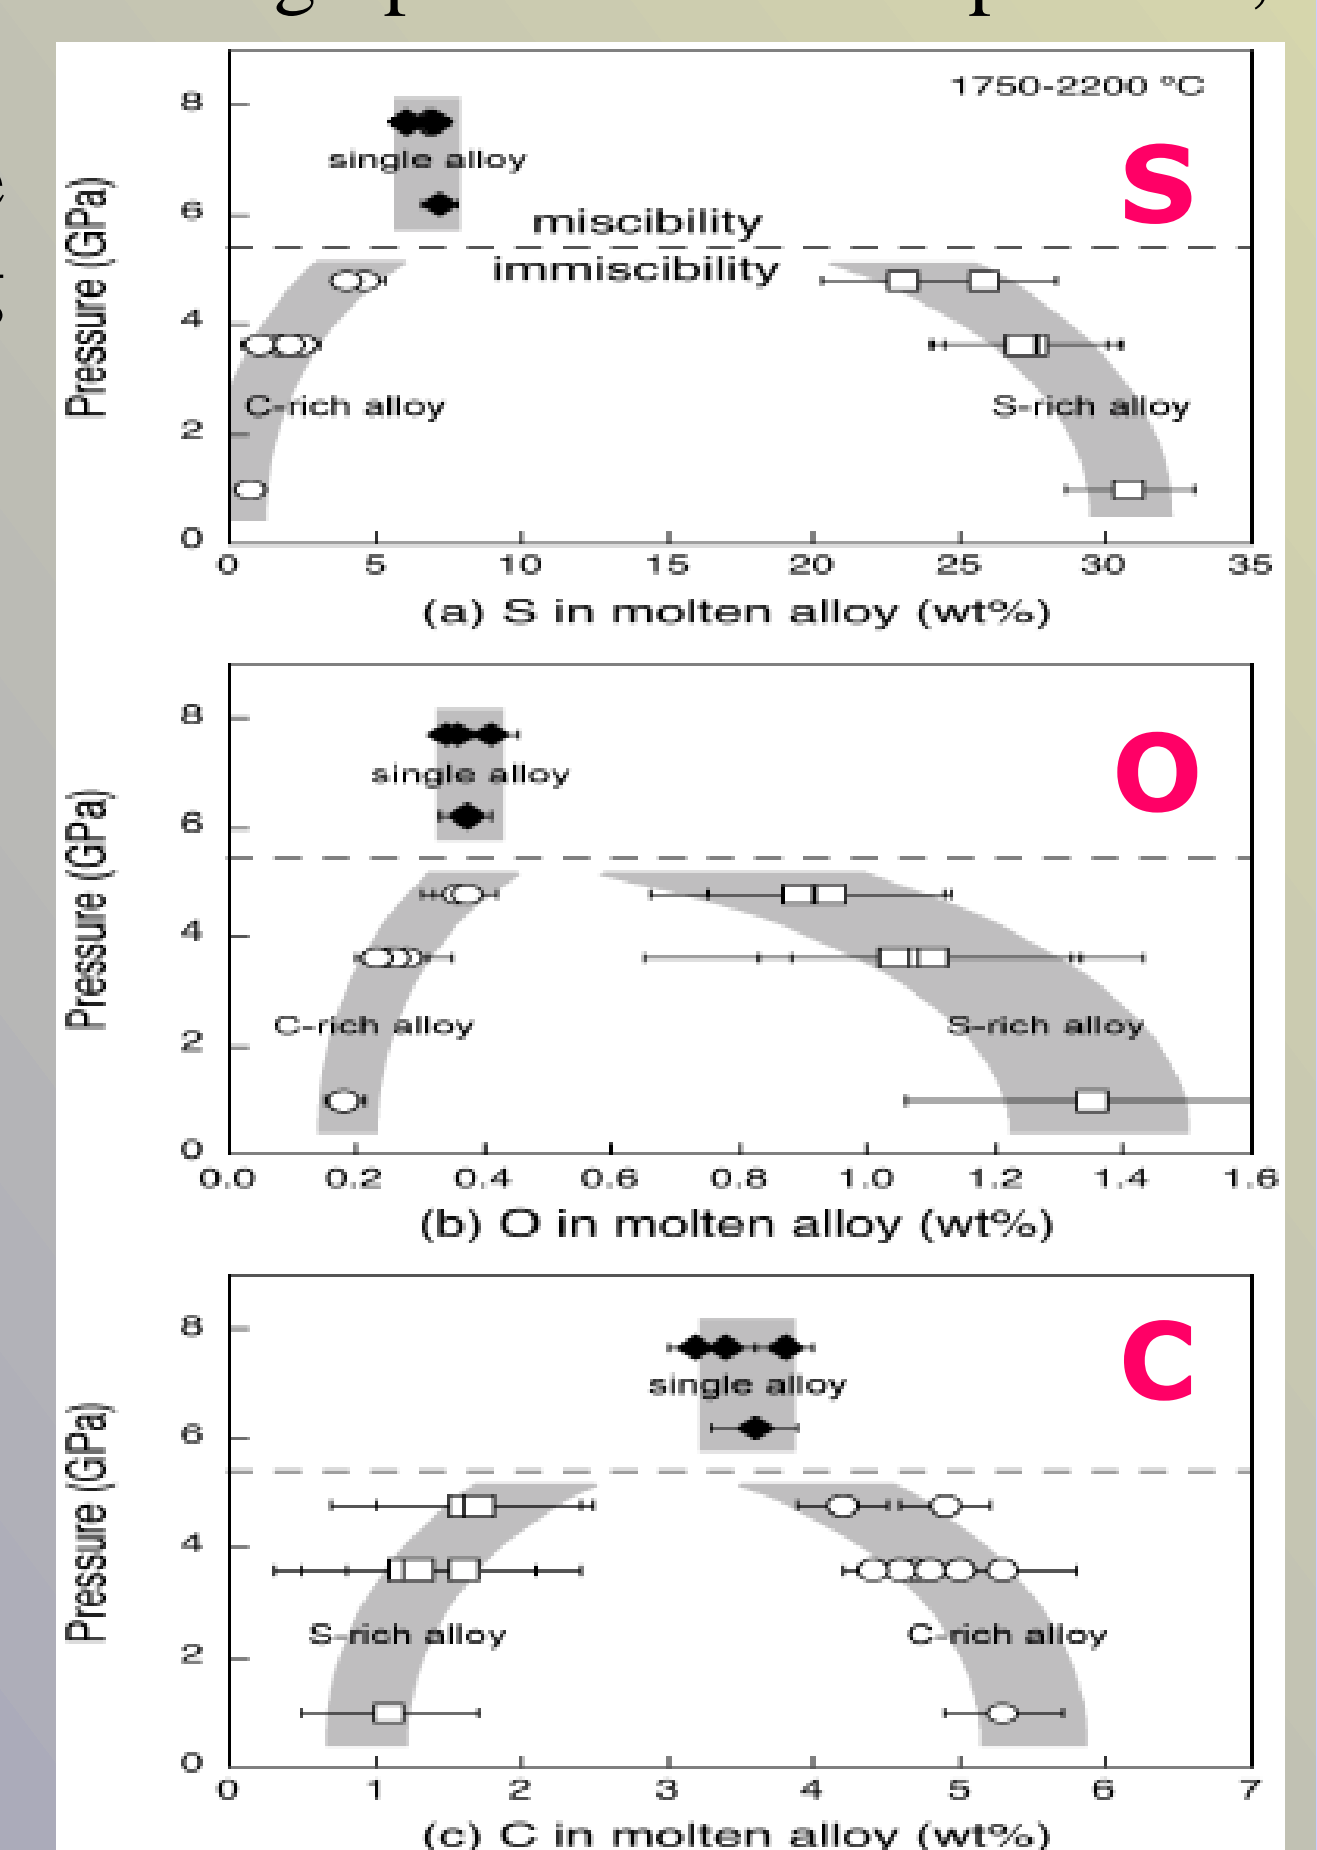 8
1750-2200 ºC
S
single alloy
6
miscibility
immiscibility
4
C-rich alloy
S-rich alloy
2
0
Pressure (GPa)
0 5 10 15 20 25 30 35
(a) S in molten alloy (wt%)
8
O
single alloy
6
4
C-rich alloy
S-rich alloy
2
0
Pressure (GPa)
0.0 0.2 0.4 0.6 0.8 1.0 1.2 1.4 1.6
(b) O in molten alloy (wt%)
8
C
single alloy
6
4
S-rich alloy
C-rich alloy
2
0
Pressure (GPa)
0 1 2 3 4 5 6 7
(c) C in molten alloy (wt%)